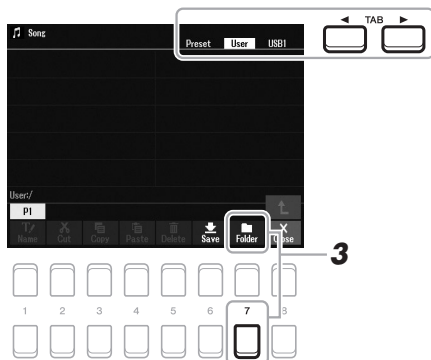 ◀ TAB ▶
Song
Preset User USB1
User:/
P1
Name Cut Copy Paste Delete Save Folder Close
3
1 2 3 4 5 6 7 8